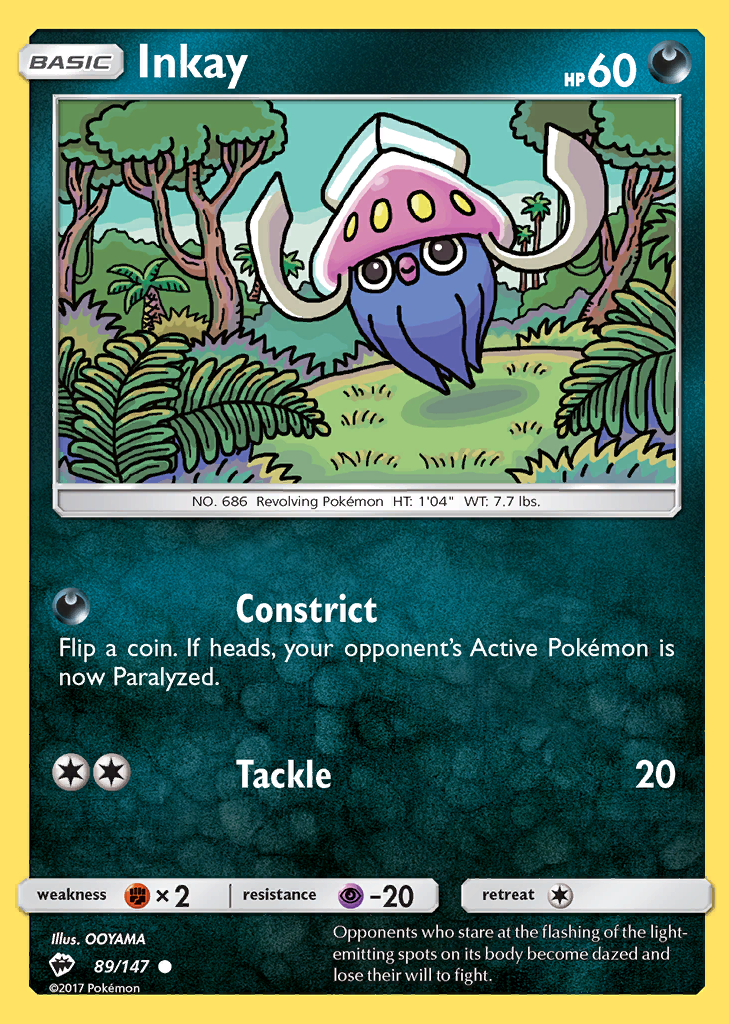 BASIC Inkay HP 60
NO. 686 Revolving Pokémon HT: 1'04" WT: 7.7 lbs.
Constrict
Flip a coin. If heads, your opponent's Active Pokémon is
now Paralyzed.
Tackle 20
weakness × 2 resistance -20 retreat
Illus. OOYAMA
89/147
©2017 Pokémon
Opponents who stare at the flashing of the light-
emitting spots on its body become dazed and
lose their will to fight.